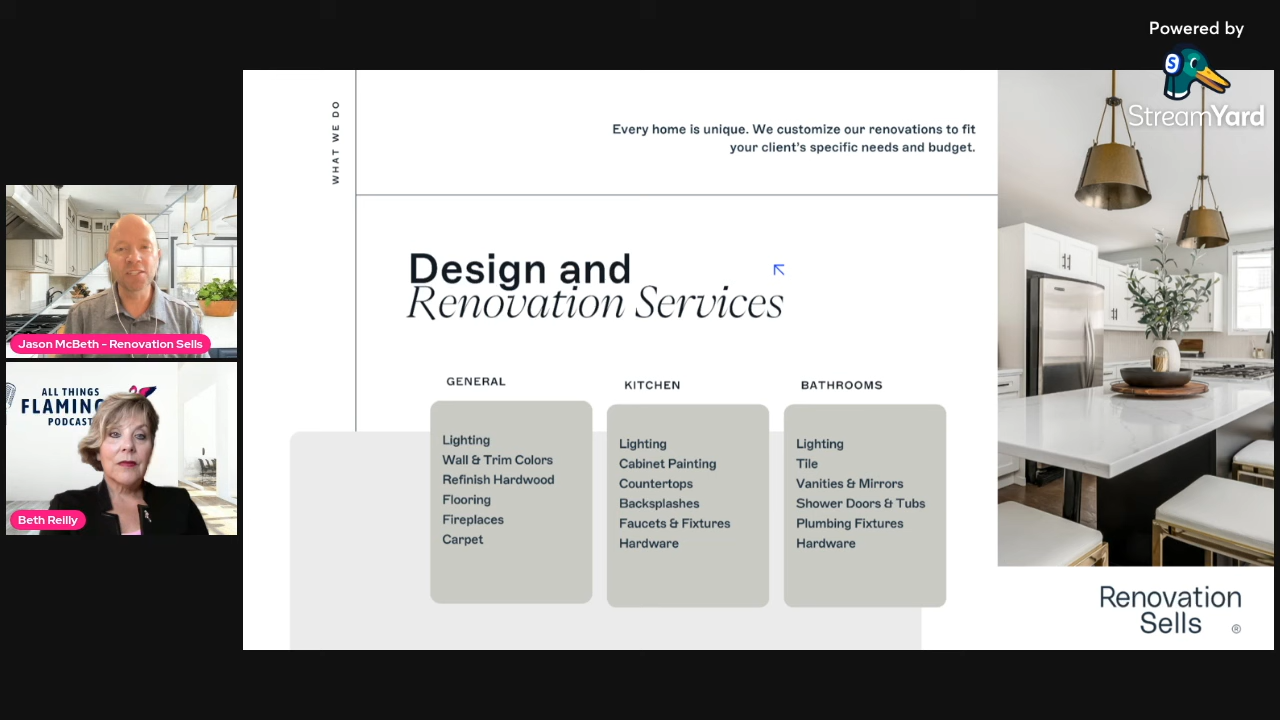 Powered by
StreamYard
WHAT WE DO
Every home is unique. We customize our renovations to fit
your client's specific needs and budget.
Design and
Renovation Services
GENERAL
Lighting
Wall & Trim Colors
Refinish Hardwood
Flooring
Fireplaces
Carpet
KITCHEN
Lighting
Cabinet Painting
Countertops
Backsplashes
Faucets & Fixtures
Hardware
BATHROOMS
Lighting
Tile
Vanities & Mirrors
Shower Doors & Tubs
Plumbing Fixtures
Hardware
Renovation
Sells ®
Jason McBeth - Renovation Sells
ALL THINGS
PODCAST
Beth Reilly